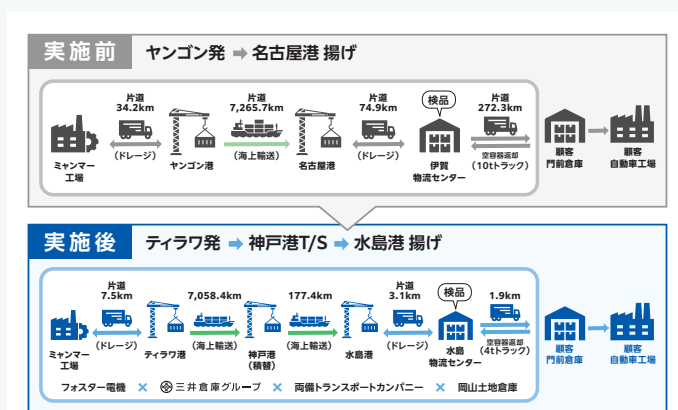 実施前 ヤンゴン発 ➡ 名古屋港 揚げ
片道
34.2km
片道
7,265.7km
片道
74.9km
検品
片道
272.3km
(ドレージ)
(海上輸送)
(ドレージ)
空容器返却
(10tトラック)
ミャンマー
工場
ヤンゴン港
名古屋港
伊賀
物流センター
顧客
門前倉庫
顧客
自動車工場
実施後 ティラワ発 ➡ 神戸港T/S ➡ 水島港 揚げ
片道
7.5km
7,058.4km
177.4km
片道
3.1km
検品
1.9km
(ドレージ)
(海上輸送)
(海上輸送)
(ドレージ)
空容器返却
(4tトラック)
ミャンマー
工場
ティラワ港
神戸港
(積替)
水島港
水島
物流センター
顧客
門前倉庫
顧客
自動車工場
フォスター電機 × 三井倉庫グループ × 両備トランスポートカンパニー × 岡山土地倉庫